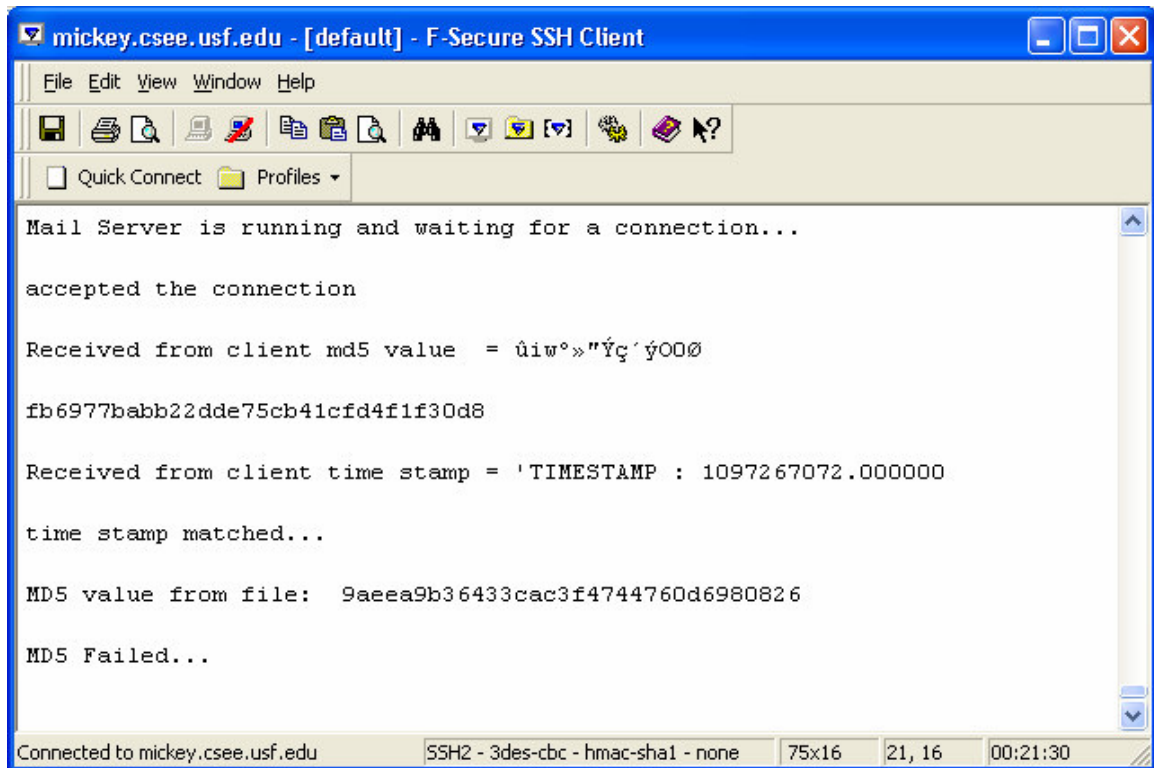 mickey.csee.usf.edu - [default] - F-Secure SSH Client
File Edit View Window Help
Quick Connect Profiles
Mail Server is running and waiting for a connection...
accepted the connection
Received from client md5 value = ûiwº»"Ýç´ýOOØ
fb6977babb22dde75cb41cfd4f1f30d8
Received from client time stamp = 'TIMESTAMP : 1097267072.000000
time stamp matched...
MD5 value from file: 9aeea9b36433cac3f4744760d6980826
MD5 Failed...
Connected to mickey.csee.usf.edu SSH2 - 3des-cbc - hmac-sha1 - none 75x16 21, 16 00:21:30